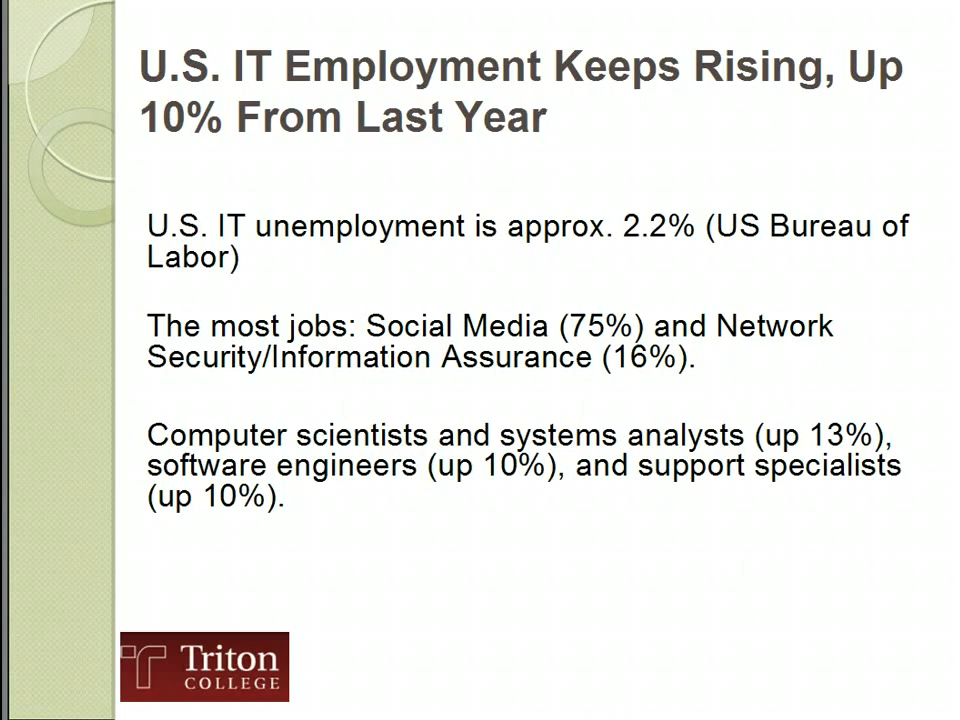 U.S. IT Employment Keeps Rising, Up
10% From Last Year
U.S. IT unemployment is approx. 2.2% (US Bureau of
Labor)
The most jobs: Social Media (75%) and Network
Security/Information Assurance (16%).
Computer scientists and systems analysts (up 13%),
software engineers (up 10%), and support specialists
(up 10%).
Triton
COLLEGE